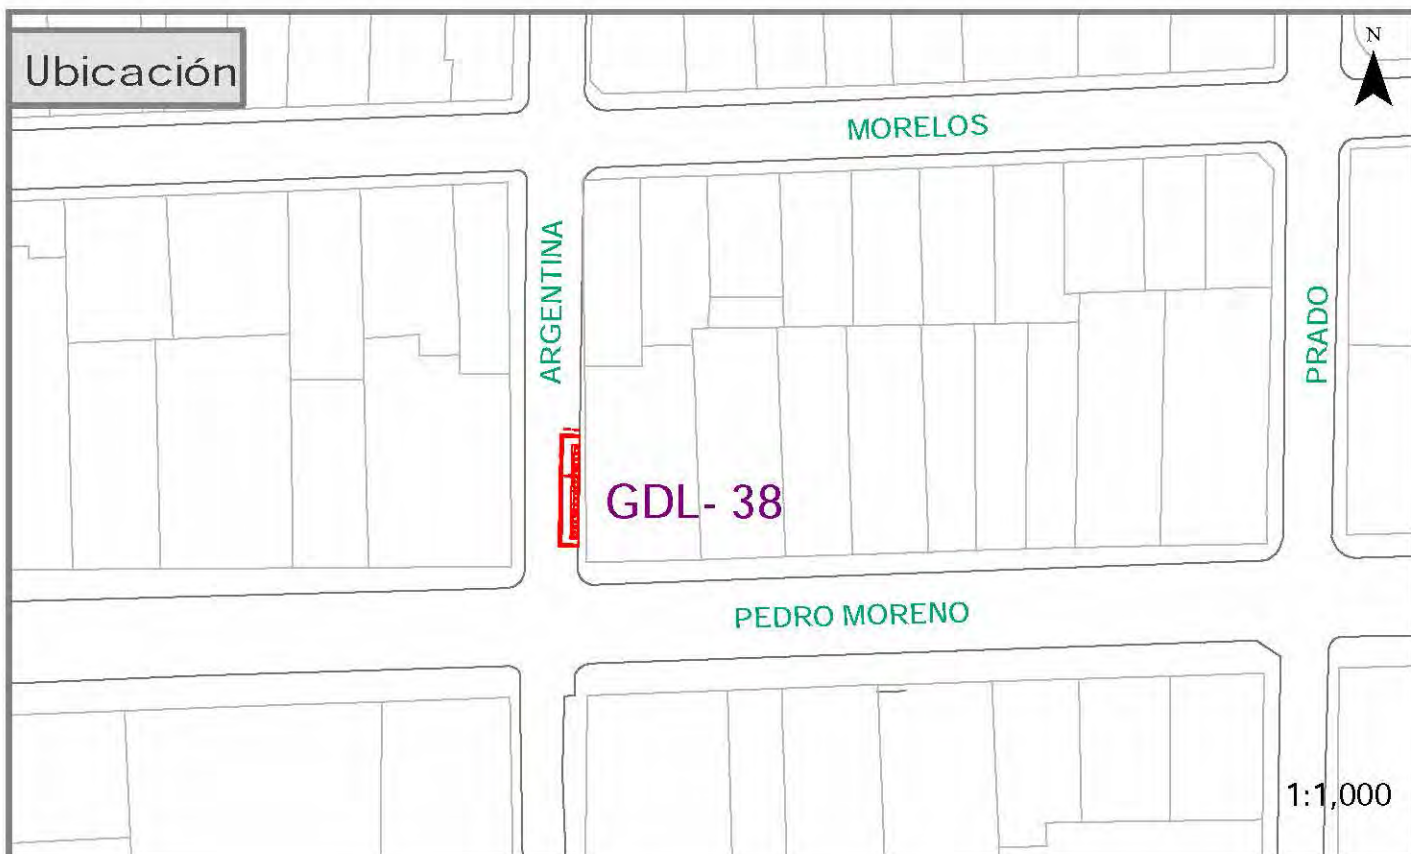 Ubicación
N
MORELOS
ARGENTINA
PRADO
GDL- 38
PEDRO MORENO
1:1,000